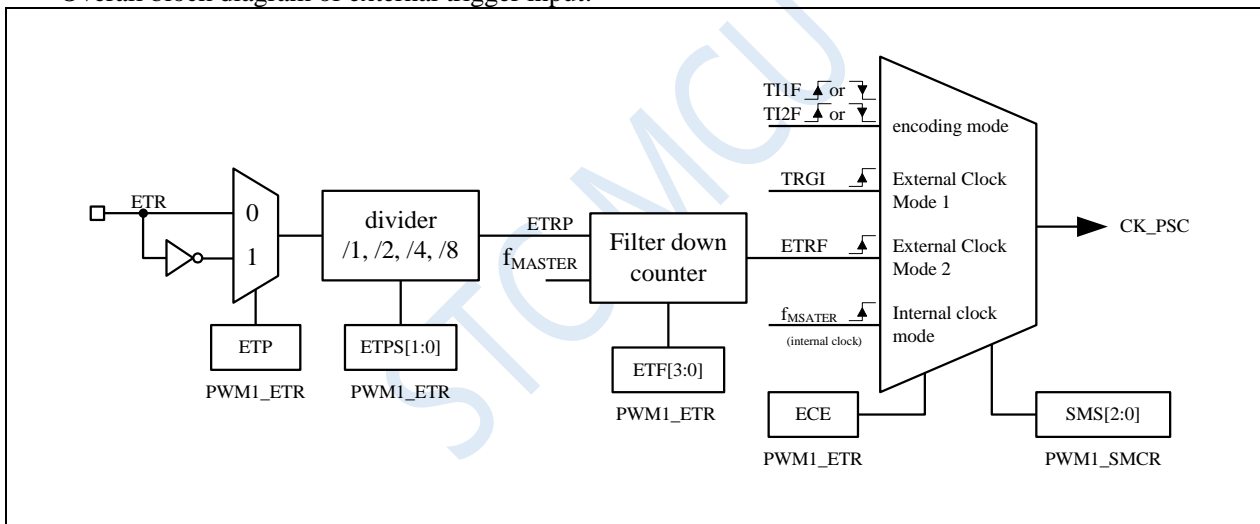 Overall block diagram of external trigger input:
STCMCU
TI1F or
TI2F or
encoding mode
TRGI
External Clock
Mode 1
ETR
0
1
divider
/1, /2, /4, /8
ETRP
fMASTER
Filter down
counter
ETRF
External Clock
Mode 2
CK_PSC
fMSATER
(internal clock)
Internal clock
mode
ETP
PWM1_ETR
ETPS[1:0]
PWM1_ETR
ETF[3:0]
PWM1_ETR
ECE
PWM1_ETR
SMS[2:0]
PWM1_SMCR